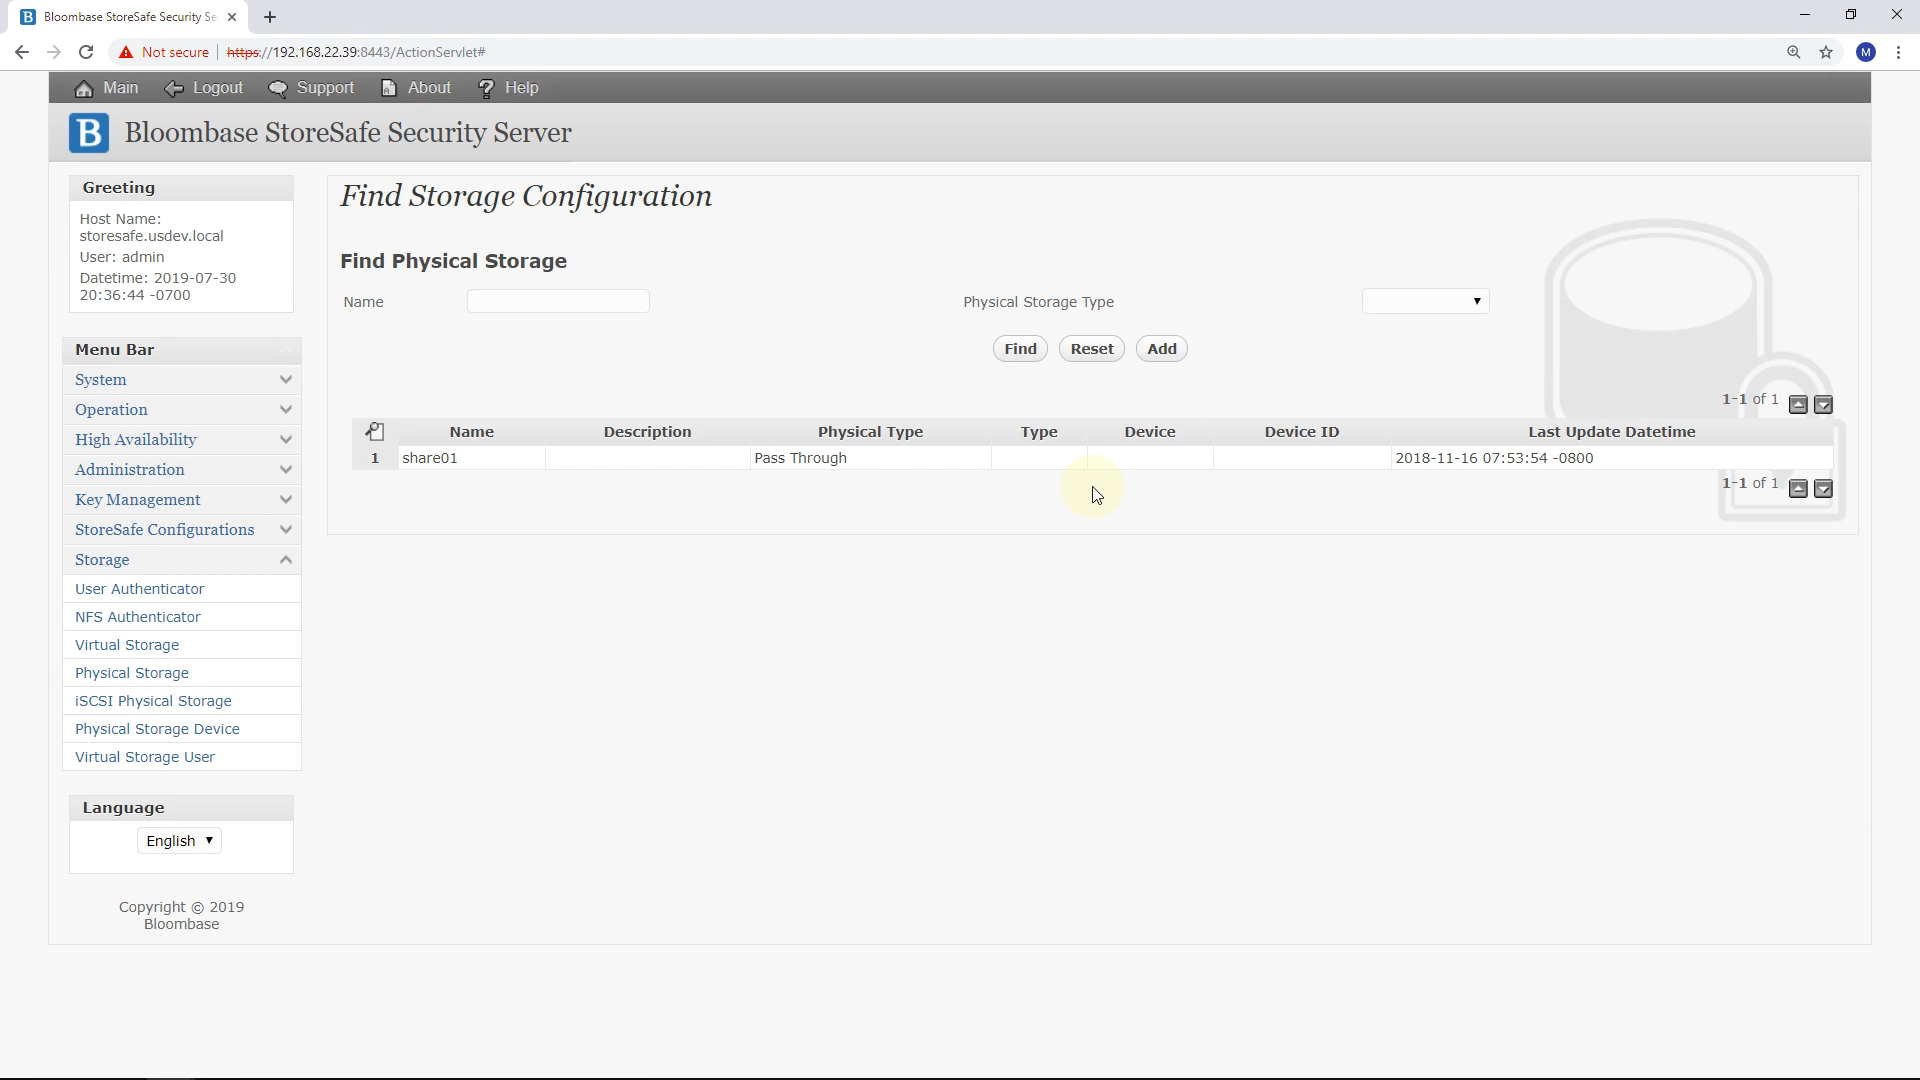 Bloombase StoreSafe Security Se
Not secure https://192.168.22.39:8443/ActionServlet#
M
Main Logout Support About Help
B Bloombase StoreSafe Security Server
Greeting
Host Name:
storesafe.usdev.local
User: admin
Datetime: 2019-07-30
20:36:44 -0700
Menu Bar
System
Operation
High Availability
Administration
Key Management
StoreSafe Configurations
Storage
User Authenticator
NFS Authenticator
Virtual Storage
Physical Storage
iSCSI Physical Storage
Physical Storage Device
Virtual Storage User
Language
English
Copyright © 2019
Bloombase
Find Storage Configuration
Find Physical Storage
Name Physical Storage Type
Find Reset Add
1-1 of 1
Name Description Physical Type Type Device Device ID Last Update Datetime
1 share01 Pass Through 2018-11-16 07:53:54 -0800
1-1 of 1